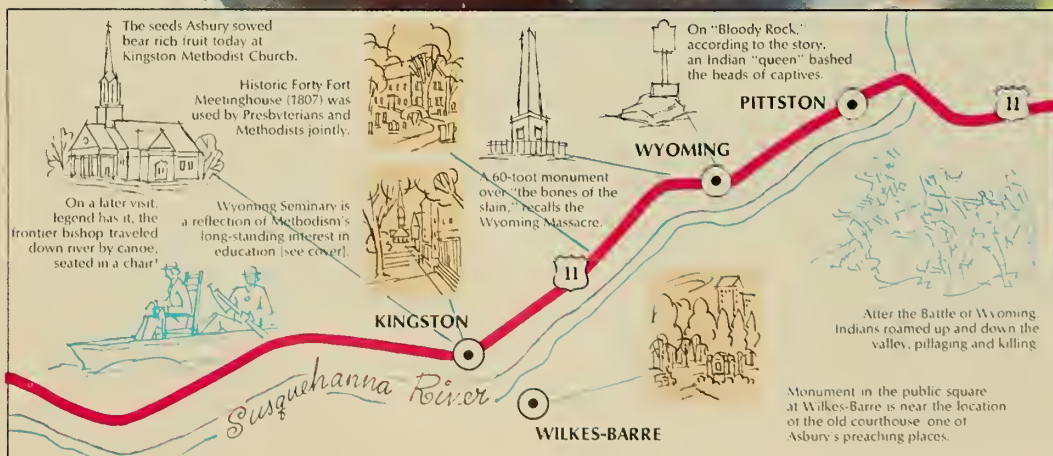 The seeds Asbury sowed
bear rich fruit today at
Kingston Methodist Church.
Historic Forty Fort
Meetinghouse (1807) was
used by Presbyterians and
Methodists jointly.
On "Bloody Rock,"
according to the story,
an Indian "queen" bashed
the heads of captives.
PITTSTON
11
WYOMING
A 60-foot monument
over "the bones of the
slain," recalls the
Wyoming Massacre.
On a later visit,
legend has it, the
frontier bishop traveled
down river by canoe,
seated in a chair!
Wyoming Seminary is
a reflection of Methodism's
long-standing interest in
education [see cover].
11
KINGSTON
Susquehanna River
WILKES-BARRE
After the Battle of Wyoming
Indians roamed up and down the
valley, pillaging and killing
Monument in the public square
at Wilkes-Barre is near the location
of the old courthouse one of
Asbury's preaching places.